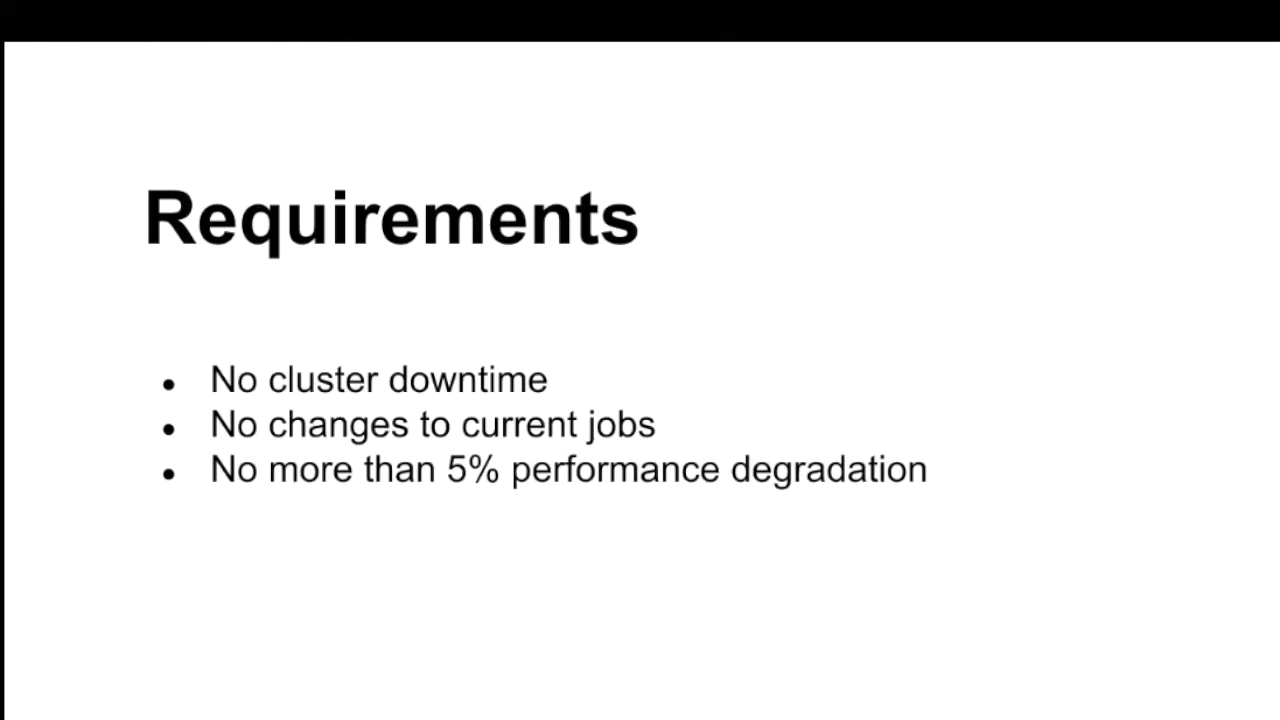 Requirements
• No cluster downtime
• No changes to current jobs
• No more than 5% performance degradation